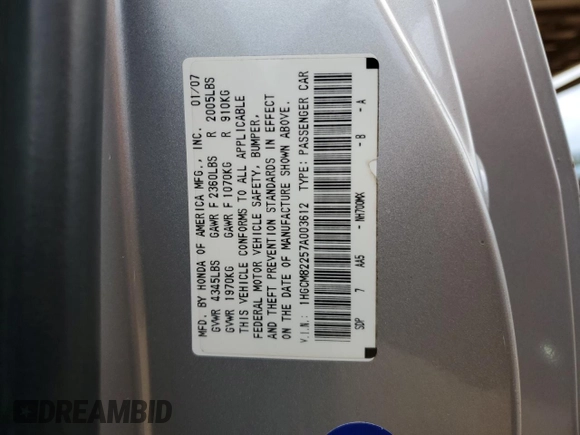 MFD. BY HONDA OF AMERICA MFG., INC. 01/07
GVWR 4345LBS GAWR F 2360LBS R 2005LBS
GVWR 1970KG GAWR F 1070KG R 910KG
THIS VEHICLE CONFORMS TO ALL APPLICABLE
FEDERAL MOTOR VEHICLE SAFETY, BUMPER,
AND THEFT PREVENTION STANDARDS IN EFFECT
ON THE DATE OF MANUFACTURE SHOWN ABOVE.
V.I.N.: 1HGCM82257A003612 TYPE: PASSENGER CAR
SDP 7 AA5 - NH700MX - B - A
DREAMBID